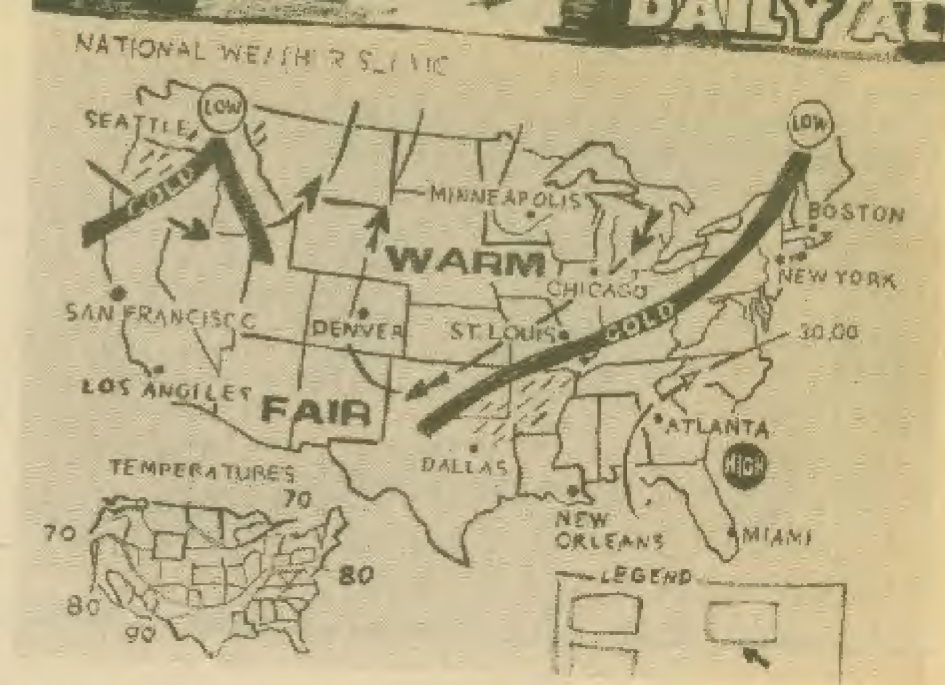 DAILY
NATIONAL
LOW
LOW
SEATTLE
COLD
MINNEAPOLIS
BOSTON
WARM
NEW YORK
CHICAGO
SAN FRANCISCO
DENVER
ST. LOUIS
COLD
30.00
LOS ANGILES
FAIR
ATLANTA
DALLAS
HIGH
TEMPERATURES
70
70
NEW
ORLEANS
MIAMI
80
80
90
LEGEND